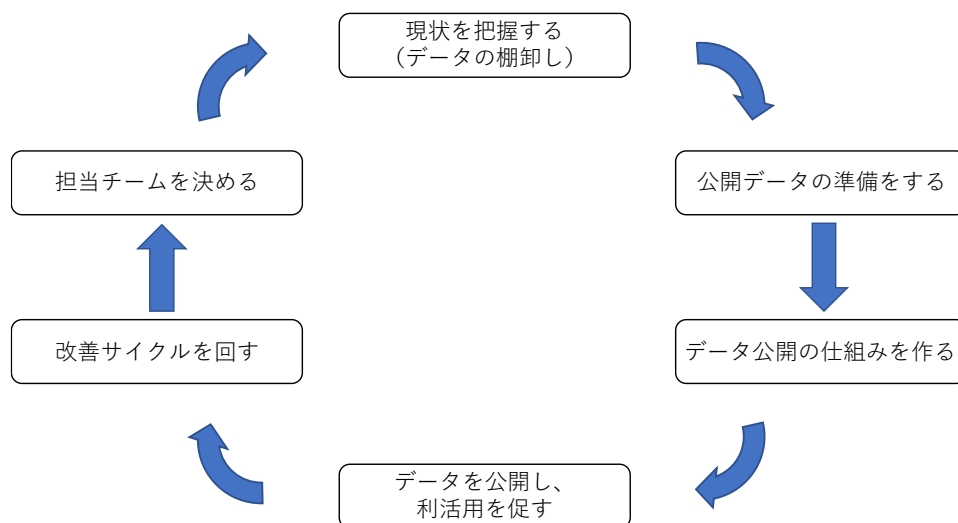 現状を把握する
（データの棚卸し）
担当チームを決める
公開データの準備をする
改善サイクルを回す
データ公開の仕組みを作る
データを公開し、
利活用を促す